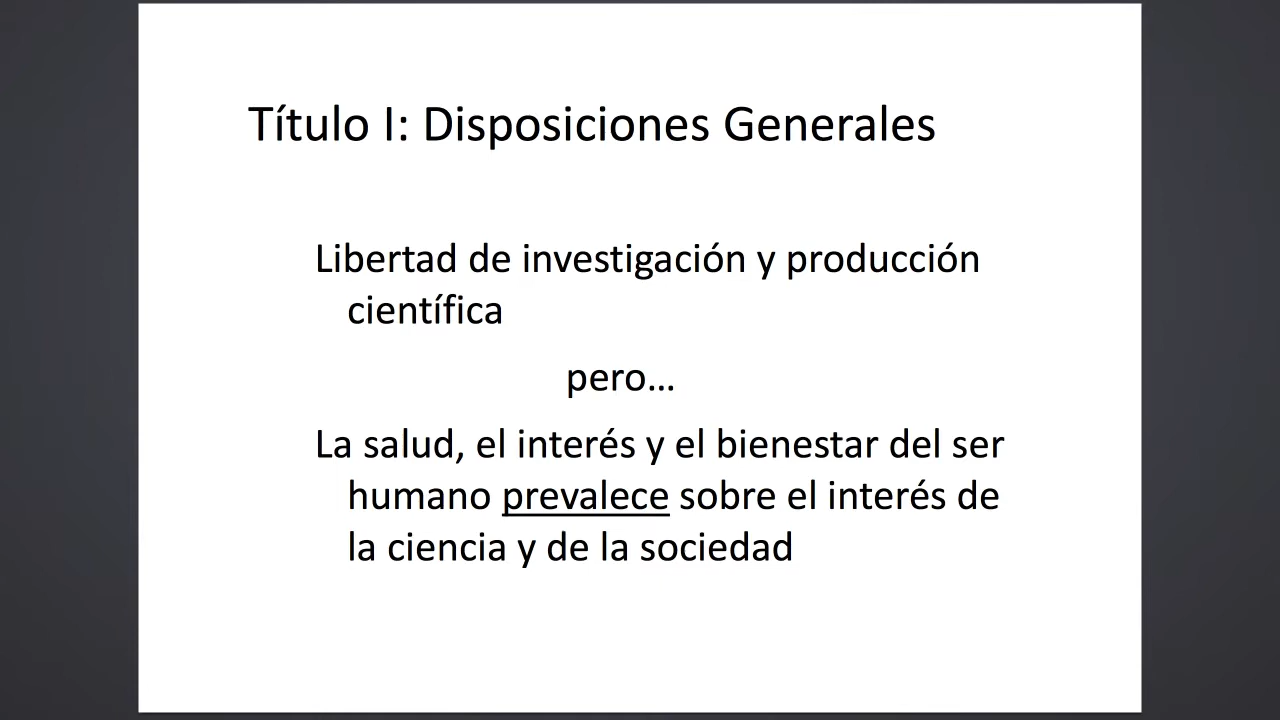 Título I: Disposiciones Generales
Libertad de investigación y producción
científica
pero...
La salud, el interés y el bienestar del ser
humano prevalece sobre el interés de
la ciencia y de la sociedad